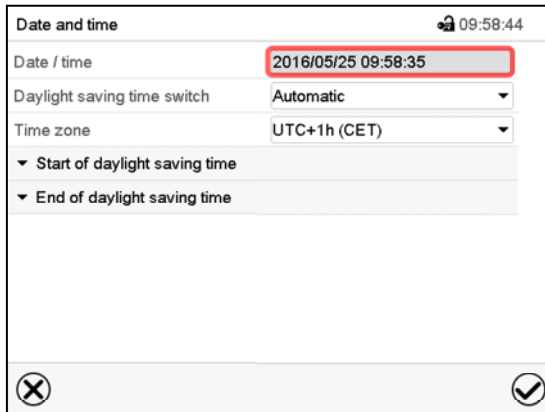 Date and time 09:58:44
Date / time 2016/05/25 09:58:35
Daylight saving time switch Automatic
Time zone UTC+1h (CET)
Start of daylight saving time
End of daylight saving time